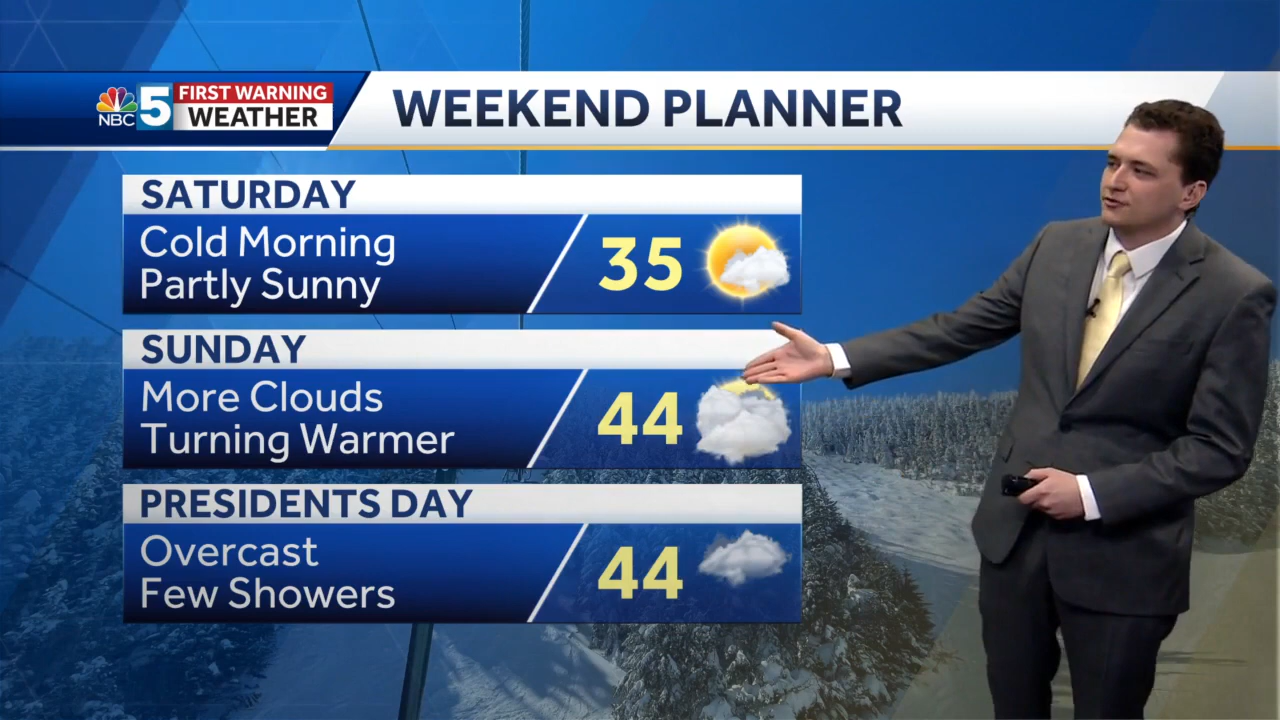 NBC 5 FIRST WARNING
WEATHER
WEEKEND PLANNER
SATURDAY
Cold Morning
Partly Sunny
35
SUNDAY
More Clouds
Turning Warmer
44
PRESIDENTS DAY
Overcast
Few Showers
44